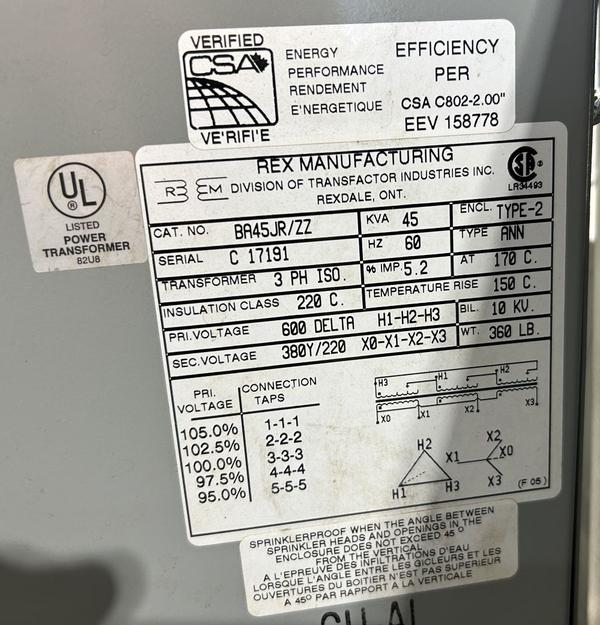 VERIFIED
CSA
VE'RIFI'E
ENERGY
PERFORMANCE
RENDEMENT
E'NERGETIQUE
EFFICIENCY
PER
CSA C802-2.00"
EEV 158778
UL
®
LISTED
POWER
TRANSFORMER
82U8
REX MANUFACTURING
DIVISION OF TRANSFACTOR INDUSTRIES INC.
REXDALE, ONT.
LR34493
CAT. NO. BA45JR/ZZ KVA 45 ENCL. TYPE-2
SERIAL C 17191 HZ 60 TYPE ANN
TRANSFORMER 3 PH ISO. % IMP. 5.2 AT 170 C.
INSULATION CLASS 220 C. TEMPERATURE RISE 150 C.
PRI.VOLTAGE 600 DELTA H1-H2-H3 BIL. 10 KV.
SEC.VOLTAGE 380Y/220 X0-X1-X2-X3 WT. 360 LB.
PRI. VOLTAGE CONNECTION TAPS
105.0% 1-1-1
102.5% 2-2-2
100.0% 3-3-3
97.5% 4-4-4
95.0% 5-5-5
H3 H1 H2
X0 X1 X2 X3
H2
H1 H3
X2
X1 X0
X3
(F 05)
SPRINKLERPROOF WHEN THE ANGLE BETWEEN
SPRINKLER HEADS AND OPENINGS IN THE
ENCLOSURE DOES NOT EXCEED 45°
FROM THE VERTICAL
A L'EPREUVE DES INFILTRATIONS D'EAU
LORSQUE L'ANGLE ENTRE LES GICLEURS ET LES
OUVERTURES DU BOITIER N'EST PAS SUPERIEUR
A 45° PAR RAPPORT A LA VERTICALE